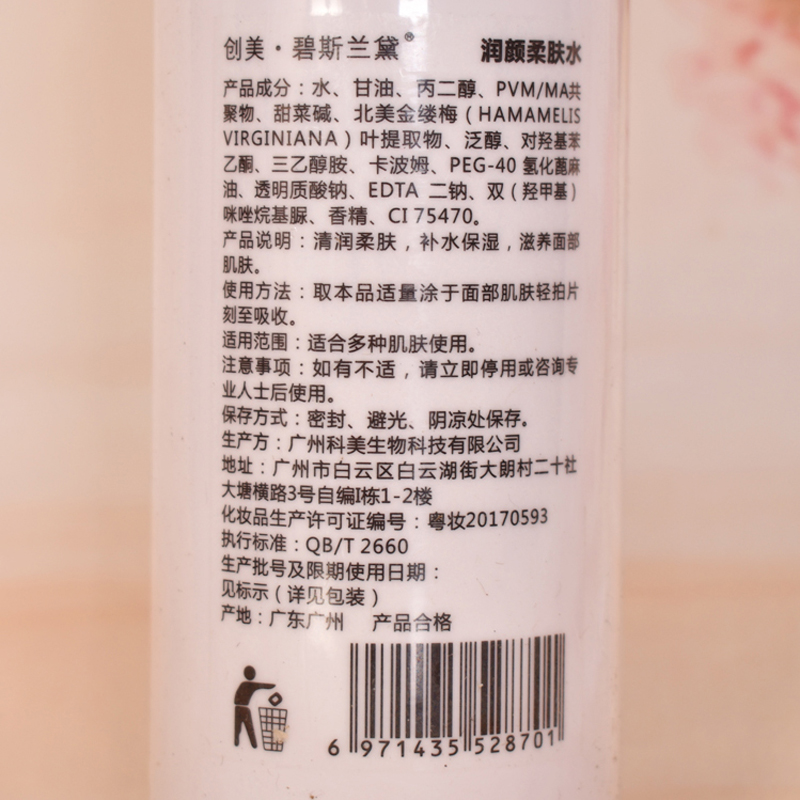 创美·碧斯兰黛® 润颜柔肤水
产品成分：水、甘油、丙二醇、PVM/MA共
聚物、甜菜碱、北美金缕梅（HAMAMELIS
VIRGINIANA）叶提取物、泛醇、对羟基苯
乙酮、三乙醇胺、卡波姆、PEG-40 氢化蓖麻
油、透明质酸钠、EDTA 二钠、双（羟甲基）
咪唑烷基脲、香精、CI 75470。
产品说明：清润柔肤，补水保湿，滋养面部
肌肤。
使用方法：取本品适量涂于面部肌肤轻拍片
刻至吸收。
适用范围：适合多种肌肤使用。
注意事项：如有不适，请立即停用或咨询专
业人士后使用。
保存方式：密封、避光、阴凉处保存。
生产方：广州科美生物科技有限公司
地址：广州市白云区白云湖街大朗村二十社
大塘横路3号自编I栋1-2楼
化妆品生产许可证编号：粤妆20170593
执行标准：QB/T 2660
生产批号及限期使用日期：
见标示（详见包装）
产地：广东广州 产品合格
6 971435 528701